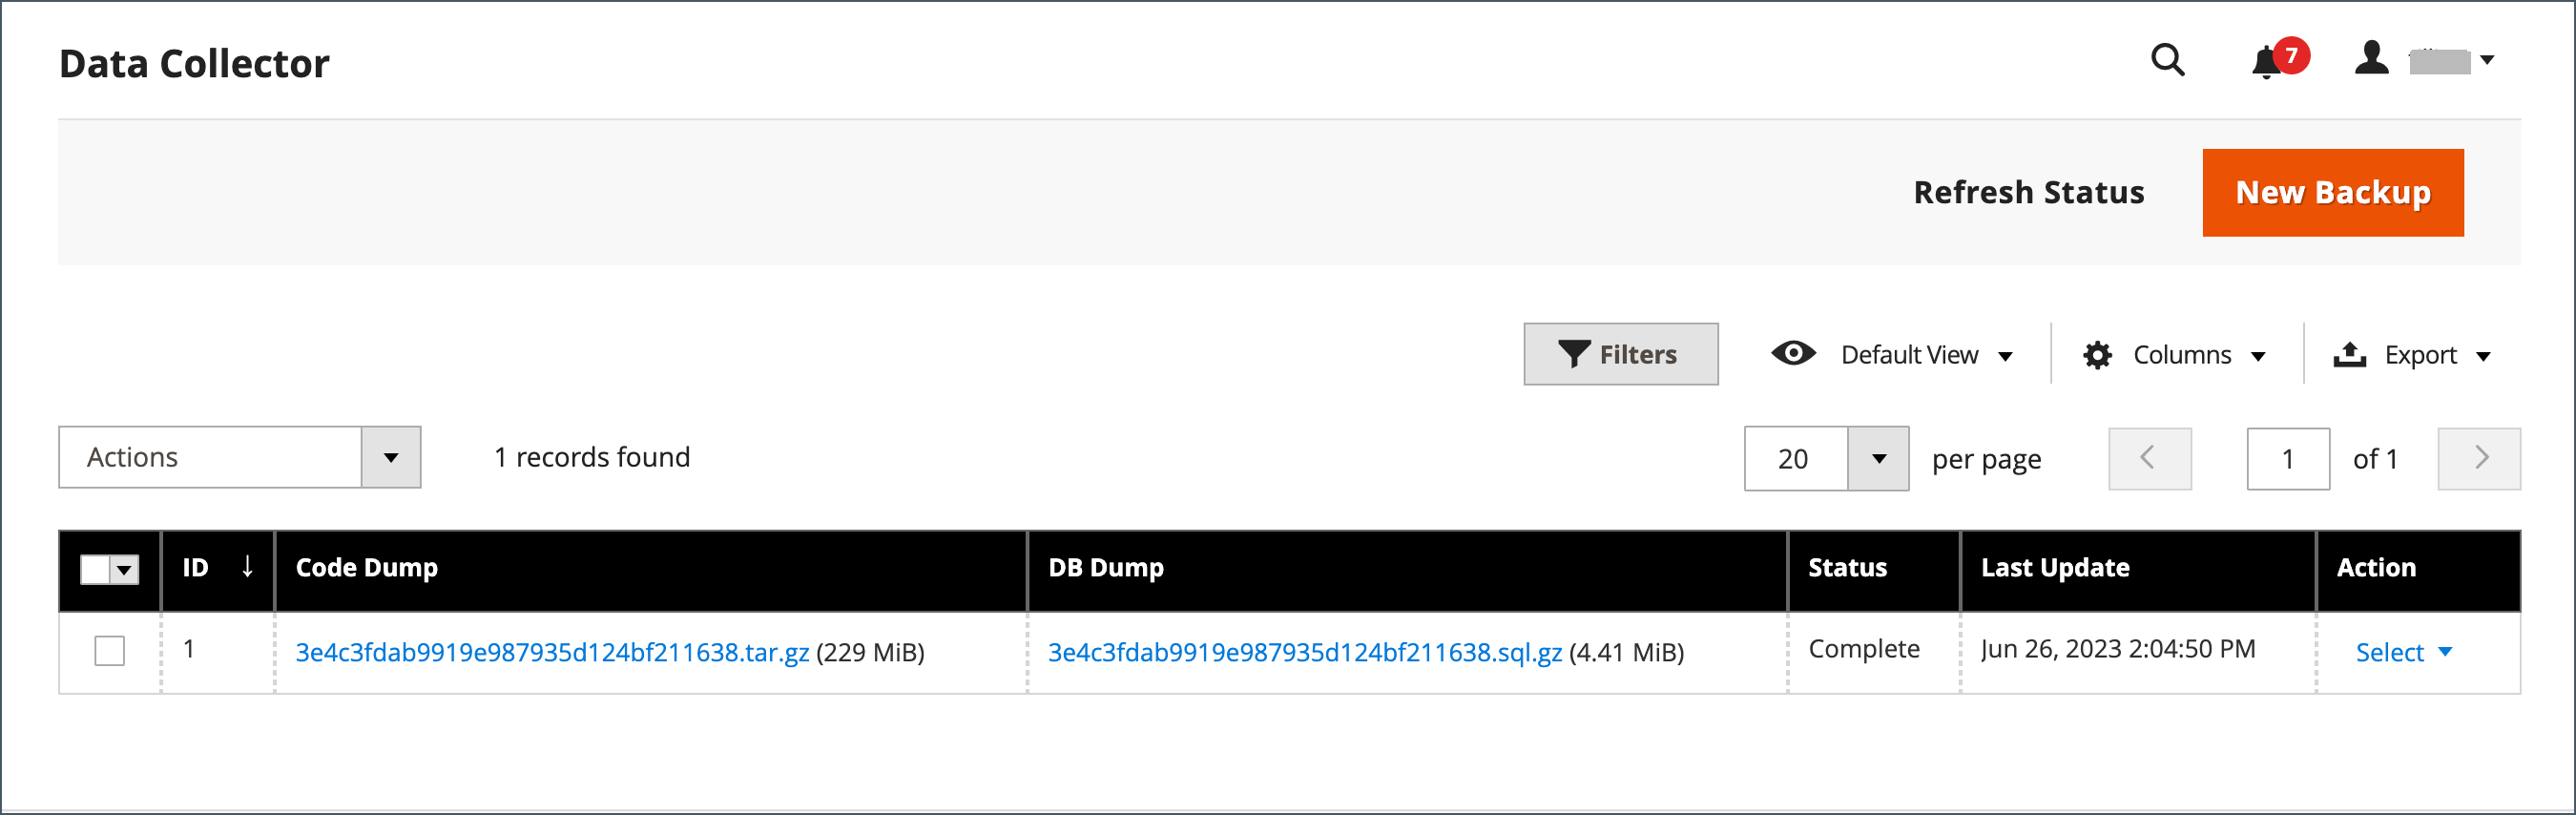 Data Collector
7
Refresh Status New Backup
Filters Default View Columns Export
Actions 1 records found 20 per page 1 of 1
ID Code Dump DB Dump Status Last Update Action
1 3e4c3fdab9919e987935d124bf211638.tar.gz (229 MiB) 3e4c3fdab9919e987935d124bf211638.sql.gz (4.41 MiB) Complete Jun 26, 2023 2:04:50 PM Select